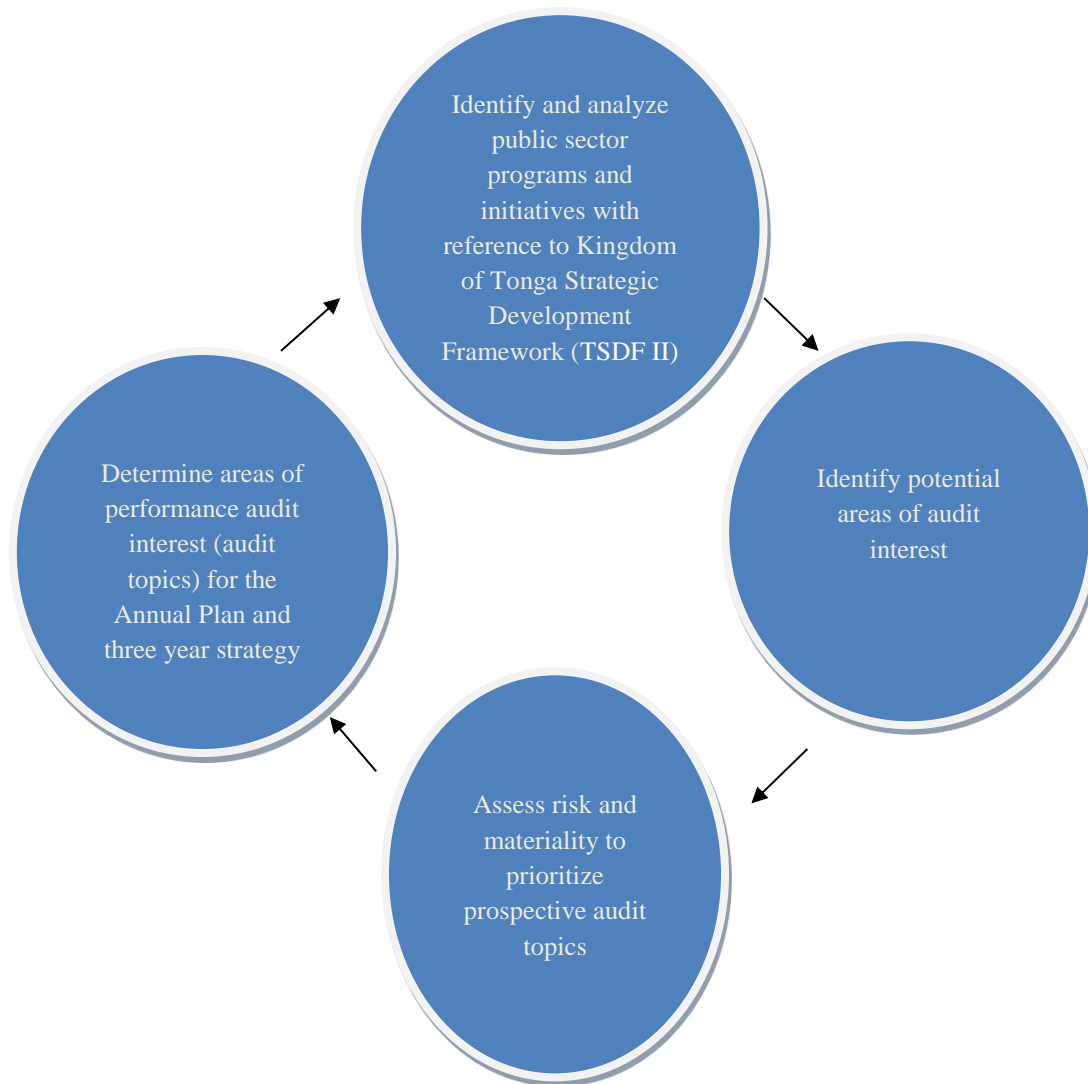 Identify and analyze
public sector
programs and
initiatives with
reference to Kingdom
of Tonga Strategic
Development
Framework (TSDF II)
Identify potential
areas of audit
interest
Assess risk and
materiality to
prioritize
prospective audit
topics
Determine areas of
performance audit
interest (audit
topics) for the
Annual Plan and
three year strategy